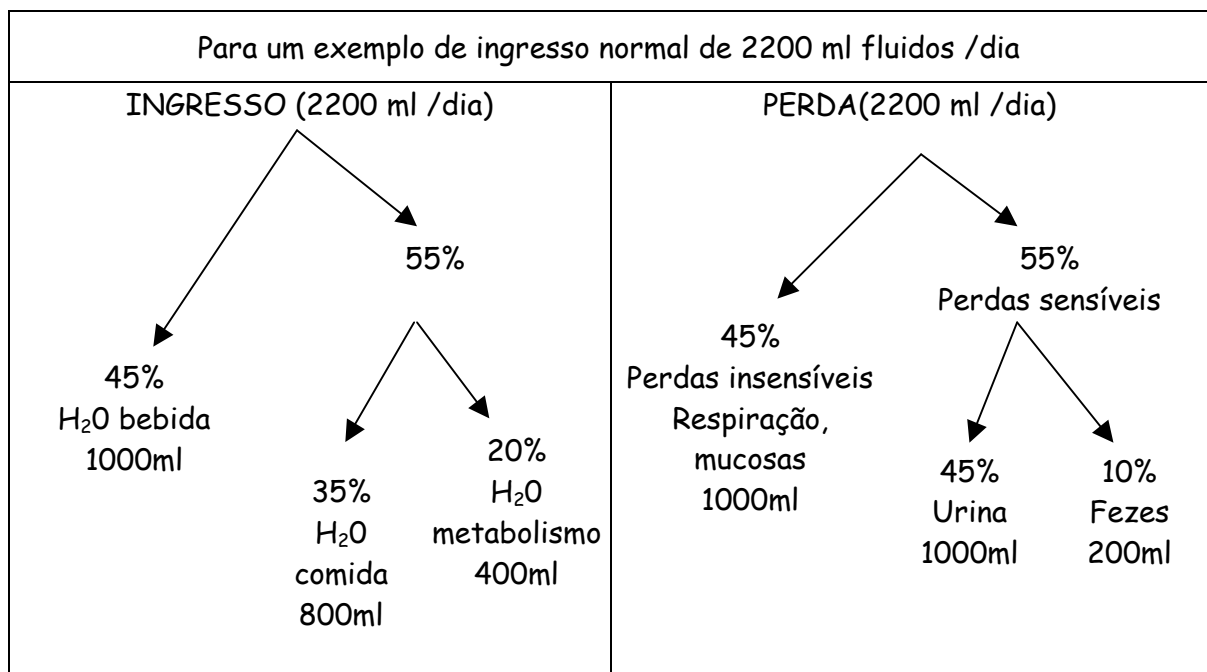 Para um exemplo de ingresso normal de 2200 ml fluidos /dia
INGRESSO (2200 ml /dia)
55%
45%
H₂0 bebida
1000ml
35%
H₂0
comida
800ml
20%
H₂0
metabolismo
400ml
PERDA(2200 ml /dia)
55%
Perdas sensíveis
45%
Perdas insensíveis
Respiração,
mucosas
1000ml
45%
Urina
1000ml
10%
Fezes
200ml